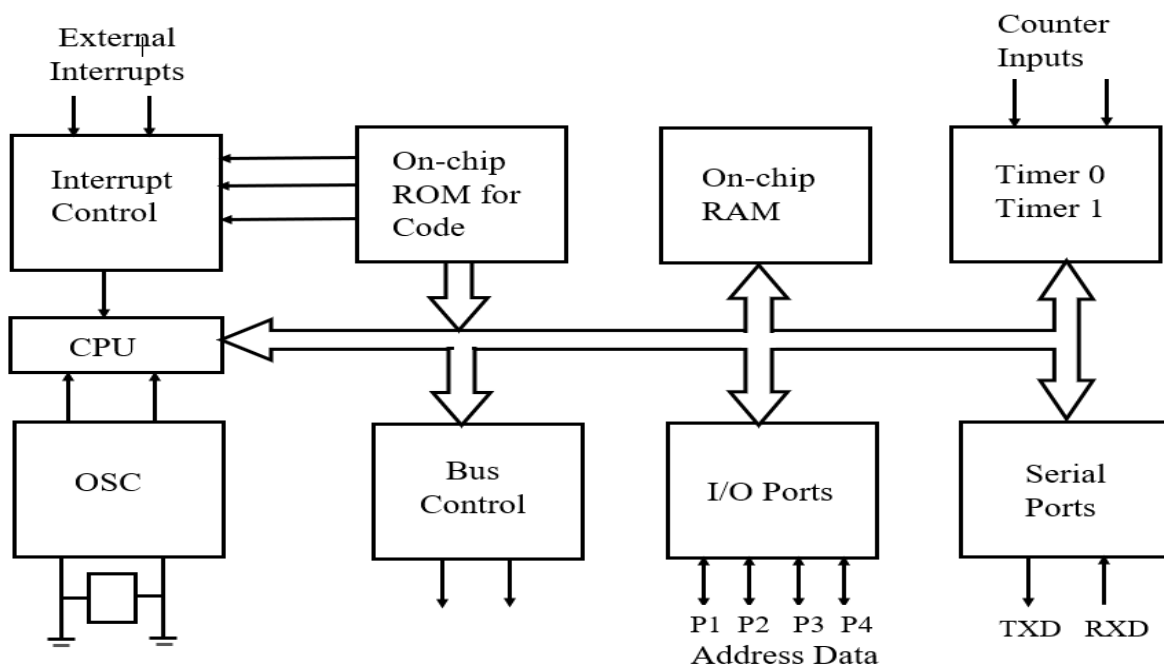 External
Interrupts
Counter
Inputs
Interrupt
Control
On-chip
ROM for
Code
On-chip
RAM
Timer 0
Timer 1
CPU
OSC
Bus
Control
I/O Ports
Serial
Ports
P1 P2 P3 P4
Address Data
TXD RXD